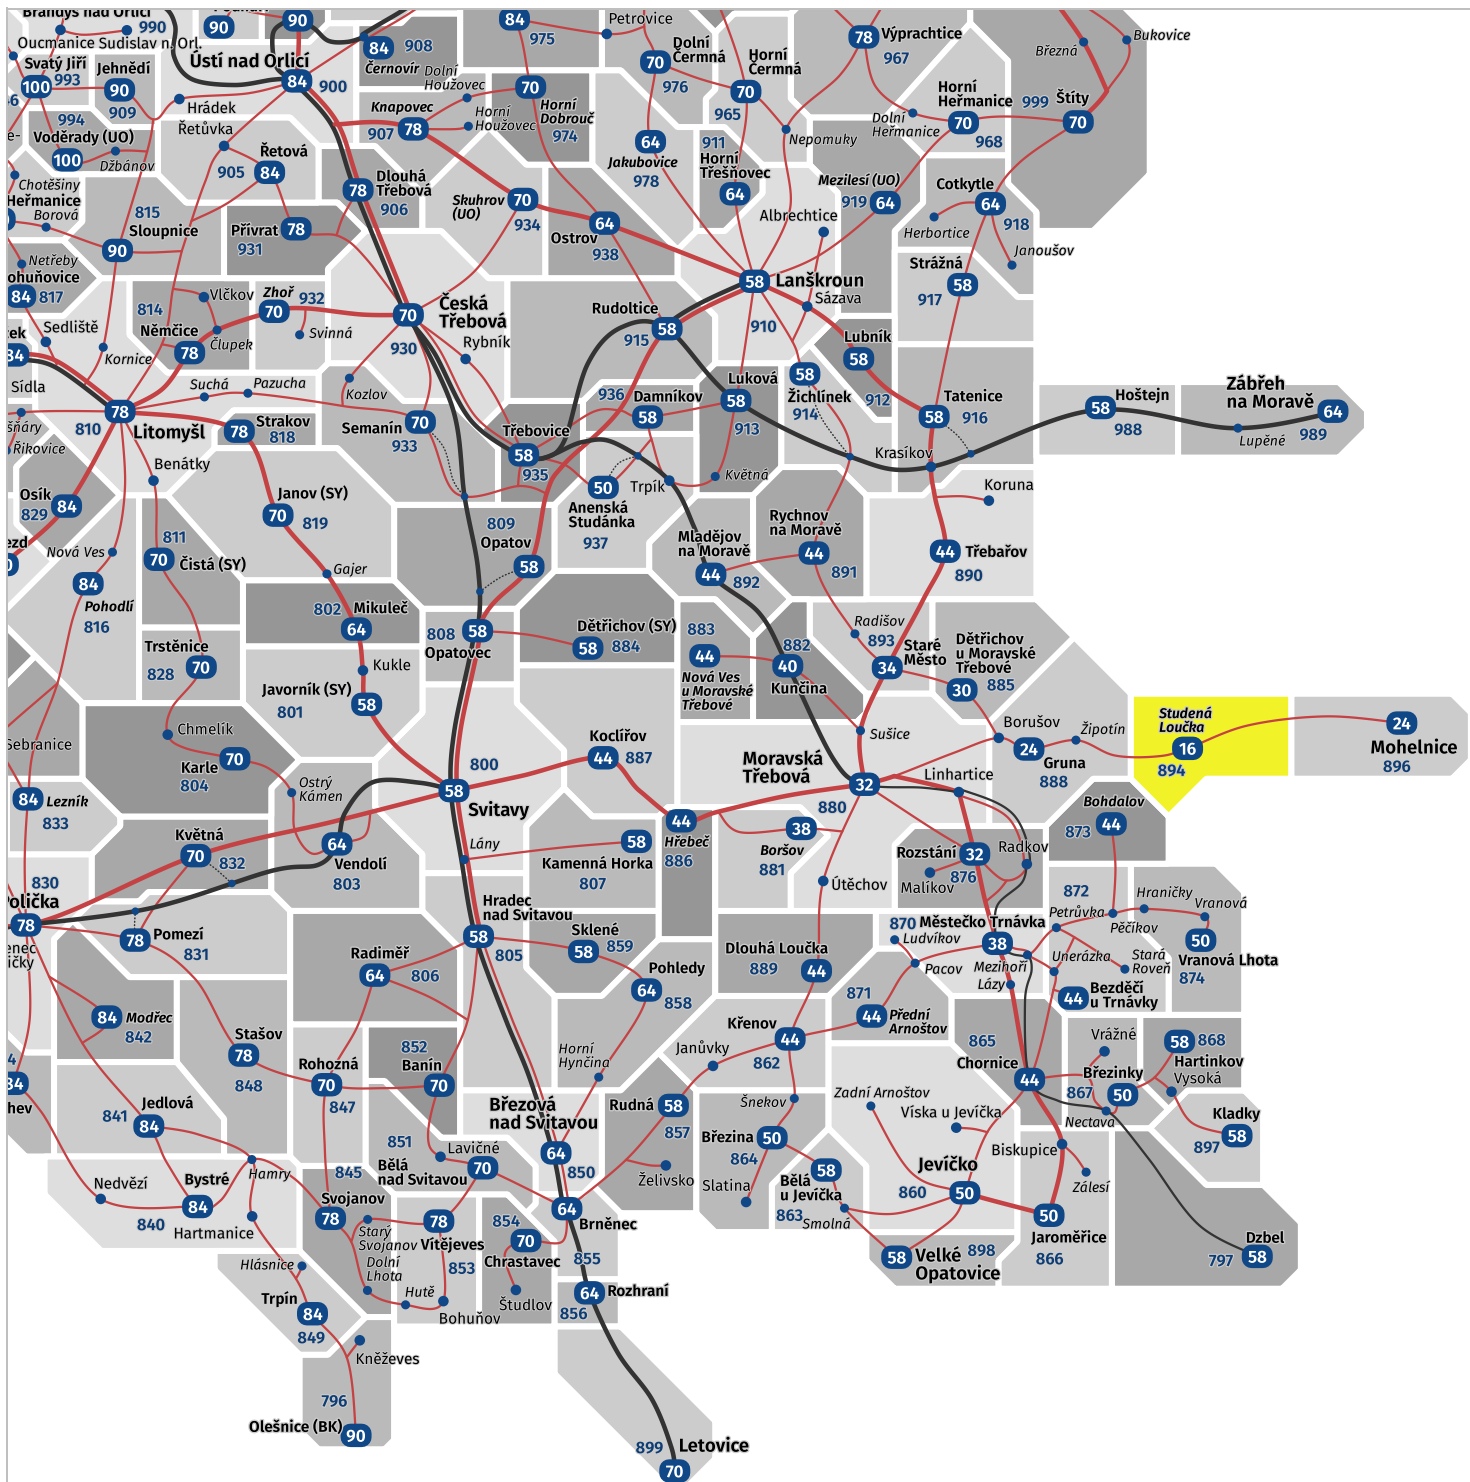 Brandýs nad Orlicí
990
90
90
84
908
Černovír
84
975
Petrovice
Dolní
Čermná
70
976
Horní
Čermná
70
965
78
Výprachtice
967
Březná
Bukovice
Oucmanice
Sudislav n. Orl.
Svatý Jiří
100
993
Jehnědí
90
909
Ústí nad Orlicí
84
900
Hrádek
994
Voděrady (UO)
100
Džbánov
Řetůvka
Řetová
905
84
Knapovec
907
78
Dolní
Houžovec
Horní
Houžovec
70
Horní
Dobrouč
974
64
Jakubovice
978
911
Horní
Třešňovec
64
Nepomuky
Dolní
Heřmanice
Horní
Heřmanice
70
968
999
Štíty
70
Chotěšiny
Heřmanice
Borová
815
Sloupnice
90
Přívrat
78
931
Dlouhá
Třebová
78
906
Skuhrov
(UO)
70
934
64
Ostrov
938
Mezilesí (UO)
919
64
Albrechtice
Cotkytle
64
918
Herbortice
Janoušov
Strážná
58
917
Netřeby
84
817
Sedliště
Kornice
814
Vlčkov
Němčice
78
Člupek
Zhoř
932
70
Svinná
70
Česká
Třebová
930
Rybník
Rudoltice
915
58
58
Lanškroun
Sázava
910
Lubník
58
912
Sídla
78
810
Litomyšl
Suchá
Pazucha
Kozlov
78
Strakov
818
Semanín
70
933
Třebovice
58
935
936
Damníkov
58
Luková
58
913
58
Žichlínek
914
Tatenice
58
916
Krasíkov
58
Hoštejn
988
Zábřeh
na Moravě
64
Lupěné
989
Řikovice
Benátky
Osík
829
84
Janov (SY)
70
819
50
Anenská
Studánka
937
Trpík
Květná
Koruna
Nová Ves
84
Pohodlí
816
811
70
Čistá (SY)
Gajer
809
Opatov
58
Mladějov
na Moravě
44
892
Rychnov
na Moravě
44
891
44
Třebařov
890
Trstěnice
828
70
802
Mikuleč
64
Kukle
Javorník (SY)
801
58
808
58
Opatovec
Dětřichov (SY)
58
884
883
44
Nová Ves
u Moravské
Třebové
882
40
Kunčina
Radišov
893
Staré
Město
34
Dětřichov
u Moravské
Třebové
885
30
Sušice
Sebranice
Chmelík
Karle
70
804
Ostrý
Kámen
800
58
Svitavy
Koclířov
44
887
Moravská
Třebová
32
880
Borušov
24
Gruna
888
Žipotín
Studená
Loučka
16
894
24
Mohelnice
896
Linhartice
84
Lezník
833
Květná
70
832
64
Vendolí
803
Lány
58
Kamenná Horka
807
44
Hřebeč
886
38
Boršov
881
Útěchov
Rozstání
32
876
Malíkov
Radkov
Bohdalov
873
44
830
Polička
78
78
Pomezí
831
Radiměř
64
806
Hradec
nad Svitavou
58
805
Sklené
58
859
Pohledy
64
858
Dlouhá Loučka
889
44
870
Ludvíkov
Pacov
Městečko Trnávka
38
Mezihoří
Lázy
872
Petrůvka
Hraničky
Vranová
Pěčíkov
50
Vranová Lhota
874
Unerázka
Stará
Roveň
44
Bezděčí
u Trnávky
84
Modřec
842
Stašov
78
848
Rohozná
70
847
852
Banín
70
Horní
Hynčina
Janůvky
Křenov
44
862
871
44
Přední
Arnoštov
865
Chornice
44
Vrážné
Březinky
867
50
Nectava
58
868
Hartinkov
Vysoká
Kladky
58
897
Jedlová
841
84
851
Lavičné
Bělá
nad Svitavou
70
Březová
nad Svitavou
64
850
Rudná
58
857
Želivsko
Šnekov
Březina
50
864
Slatina
Zadní Arnoštov
Víska u Jevíčka
Bělá
u Jevíčka
58
863
Smolná
Jevíčko
860
50
Biskupice
Zálesí
50
Jaroměřice
866
Nedvězí
840
Bystré
84
Hartmanice
Hamry
845
Svojanov
78
Starý
Svojanov
Dolní
Lhota
Hutě
78
Vítějeves
853
Bohuňov
854
70
Chrastavec
Študlov
64
Brněnec
855
64
Rozhraní
856
58
Velké
Opatovice
898
Dzbel
797
58
Hlásnice
Trpín
84
849
Kněževes
796
Olešnice (BK)
90
899
Letovice
70